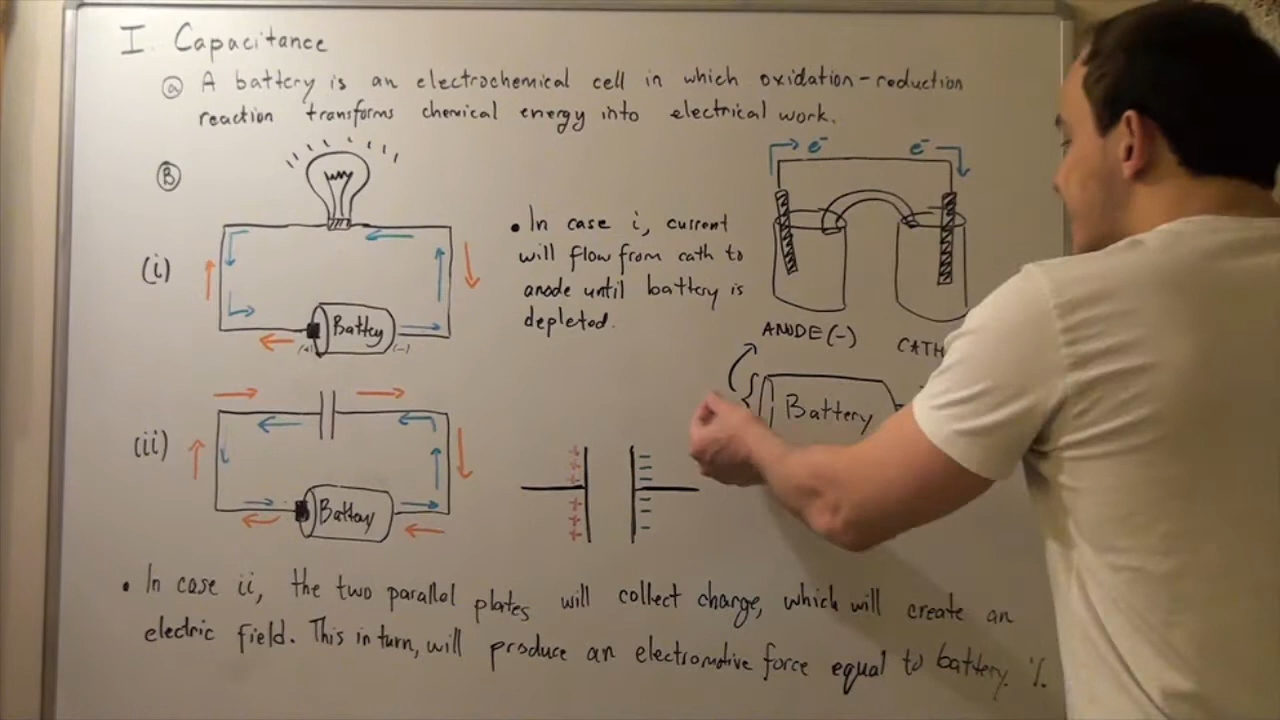 I. Capacitance
ⓐ A battery is an electrochemical cell in which oxidation-reduction
reaction transforms chemical energy into electrical work.
Ⓑ
(i)
Battey
(+) (-)
• In case i, current
will flow from cath to
anode until battery is
depleted.
e⁻ e⁻
ANODE (-) CATH
Battery
(ii)
Battery
+ + + + + +
- - - - - -
• In case ii, the two parallel plates will collect charge, which will create an
electric field. This in turn, will produce an electromotive force equal to battery.